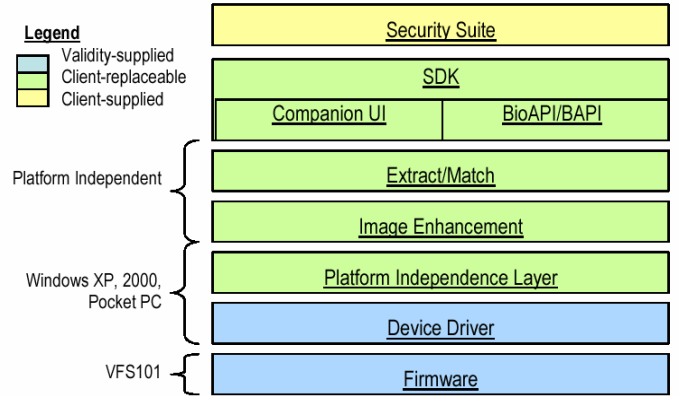 Legend
Validity-supplied
Client-replaceable
Client-supplied
Security Suite
SDK
Companion UI
BioAPI/BAPI
Platform Independent
Extract/Match
Image Enhancement
Windows XP, 2000,
Pocket PC
Platform Independence Layer
Device Driver
VFS101
Firmware